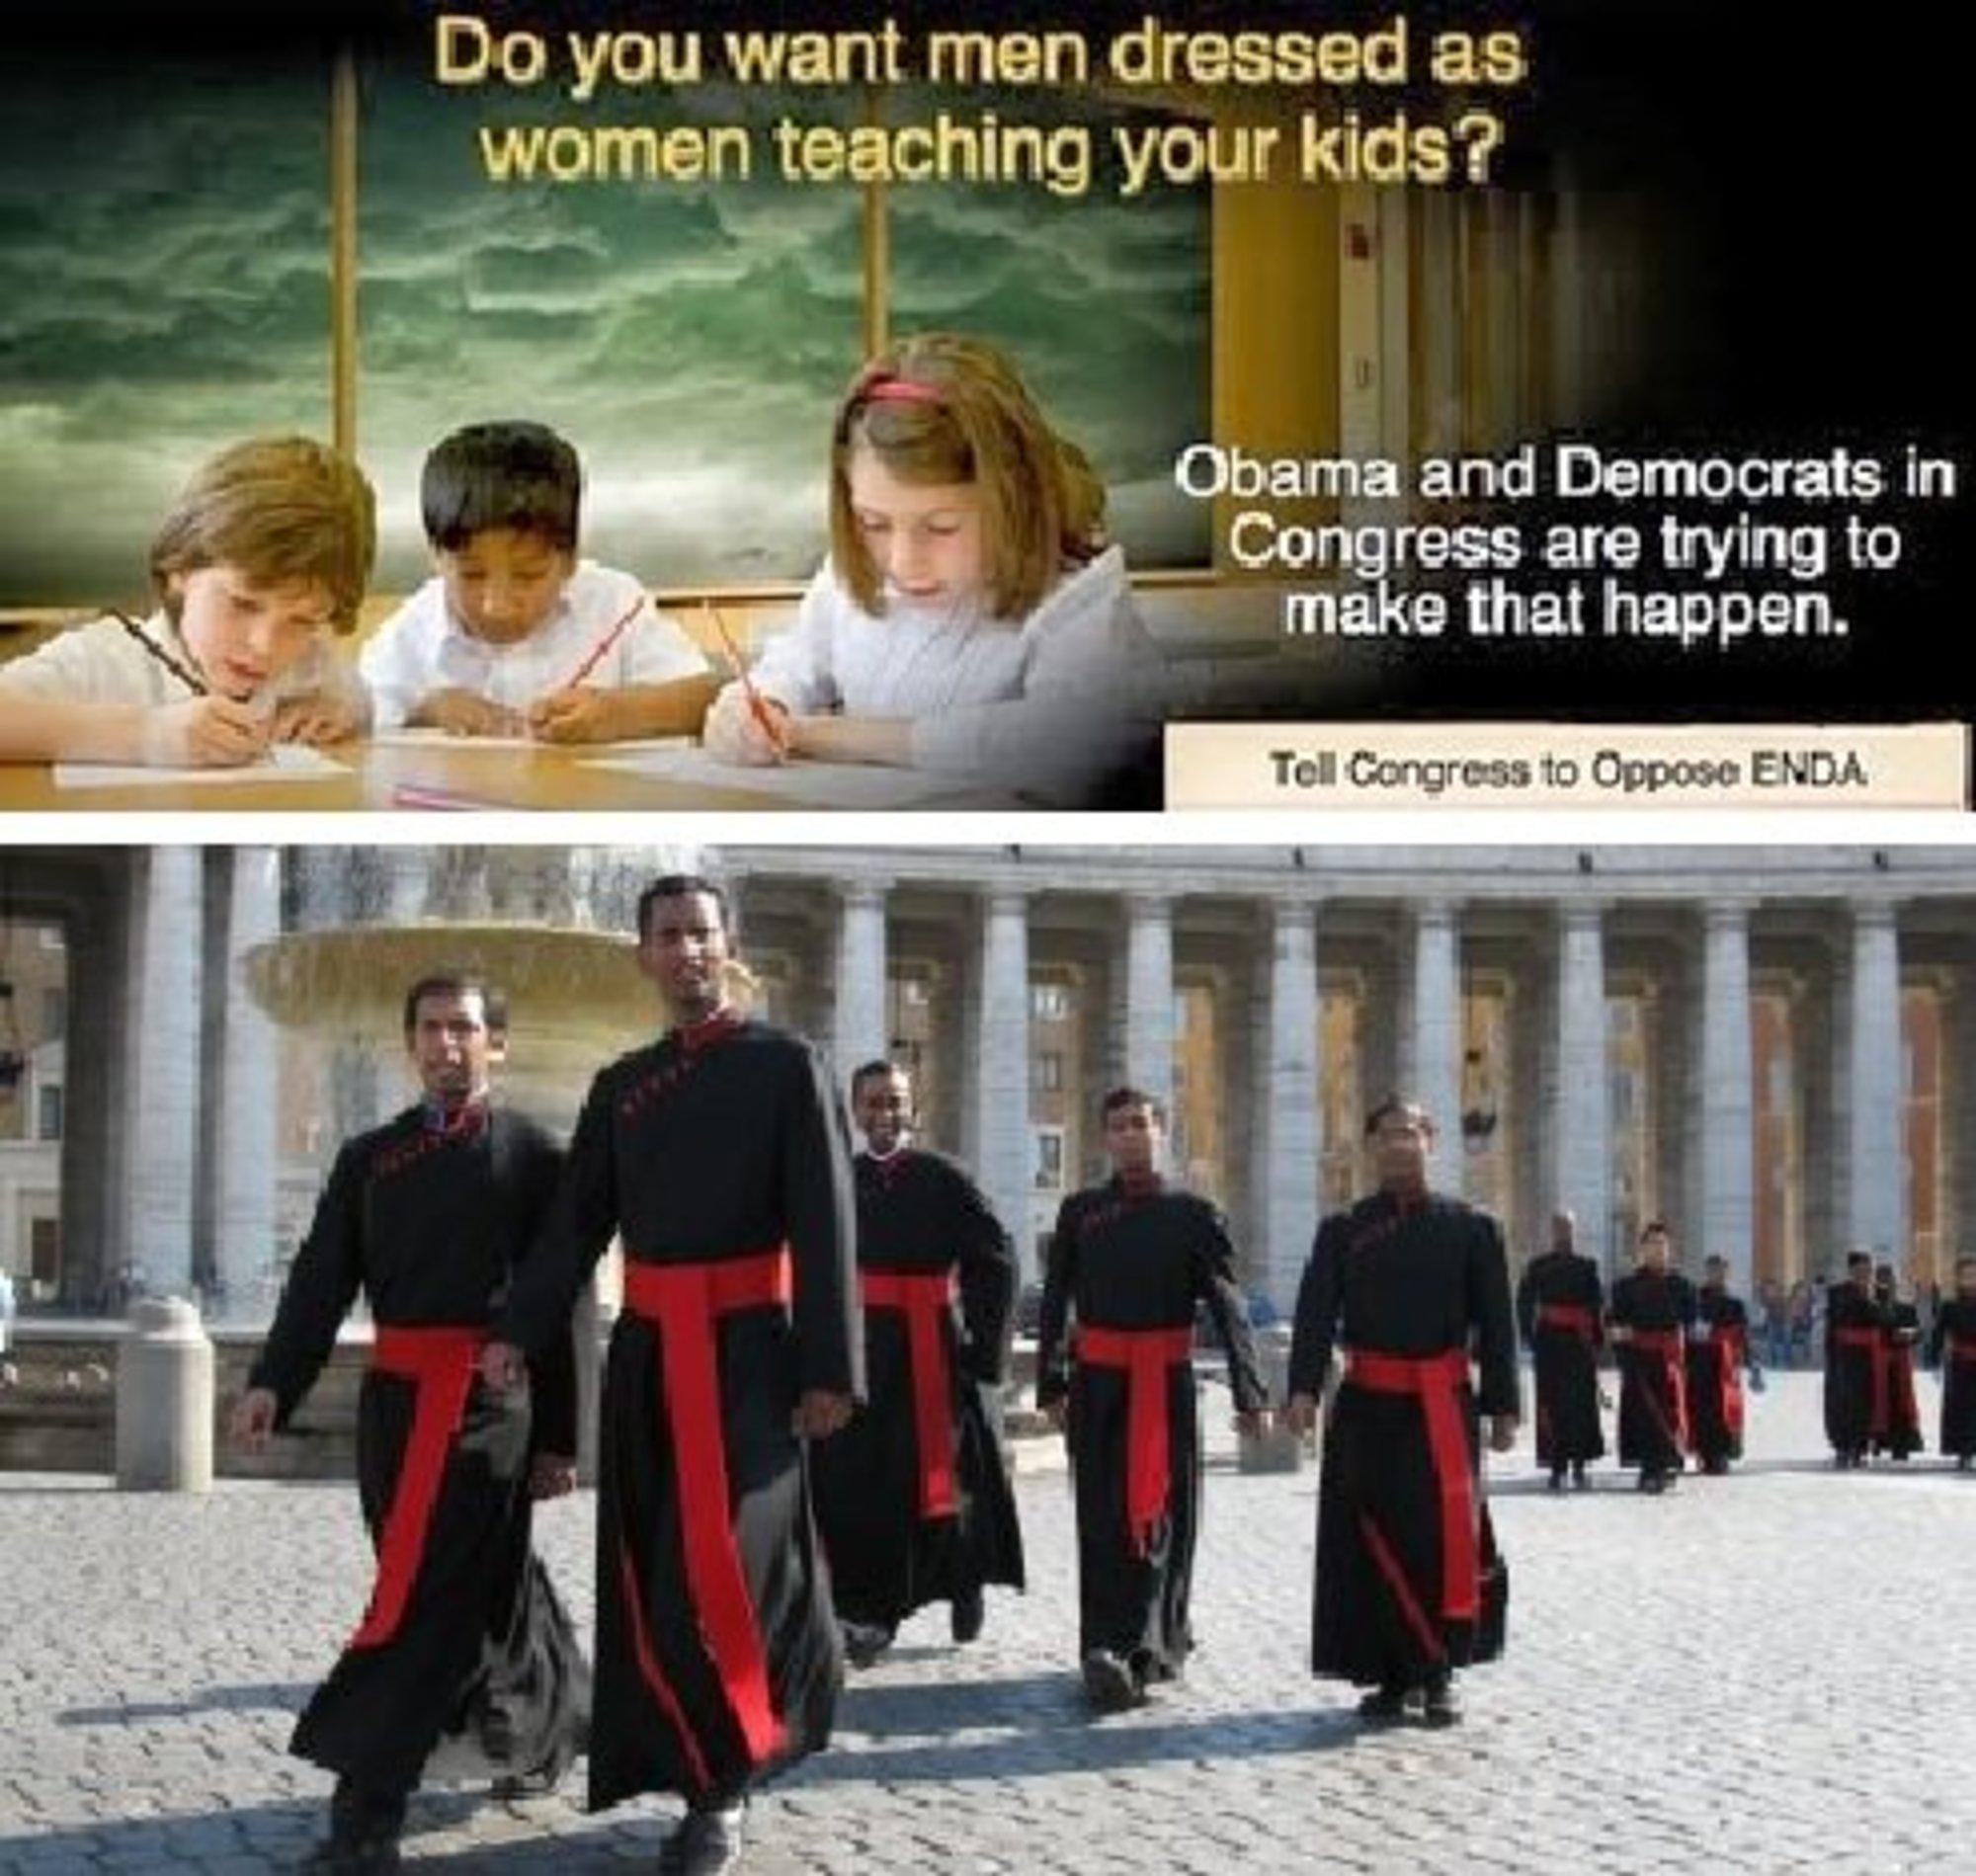 Do you want men dressed as
women teaching your kids?
Obama and Democrats in
Congress are trying to
make that happen.
Tell Congress to Oppose ENDA